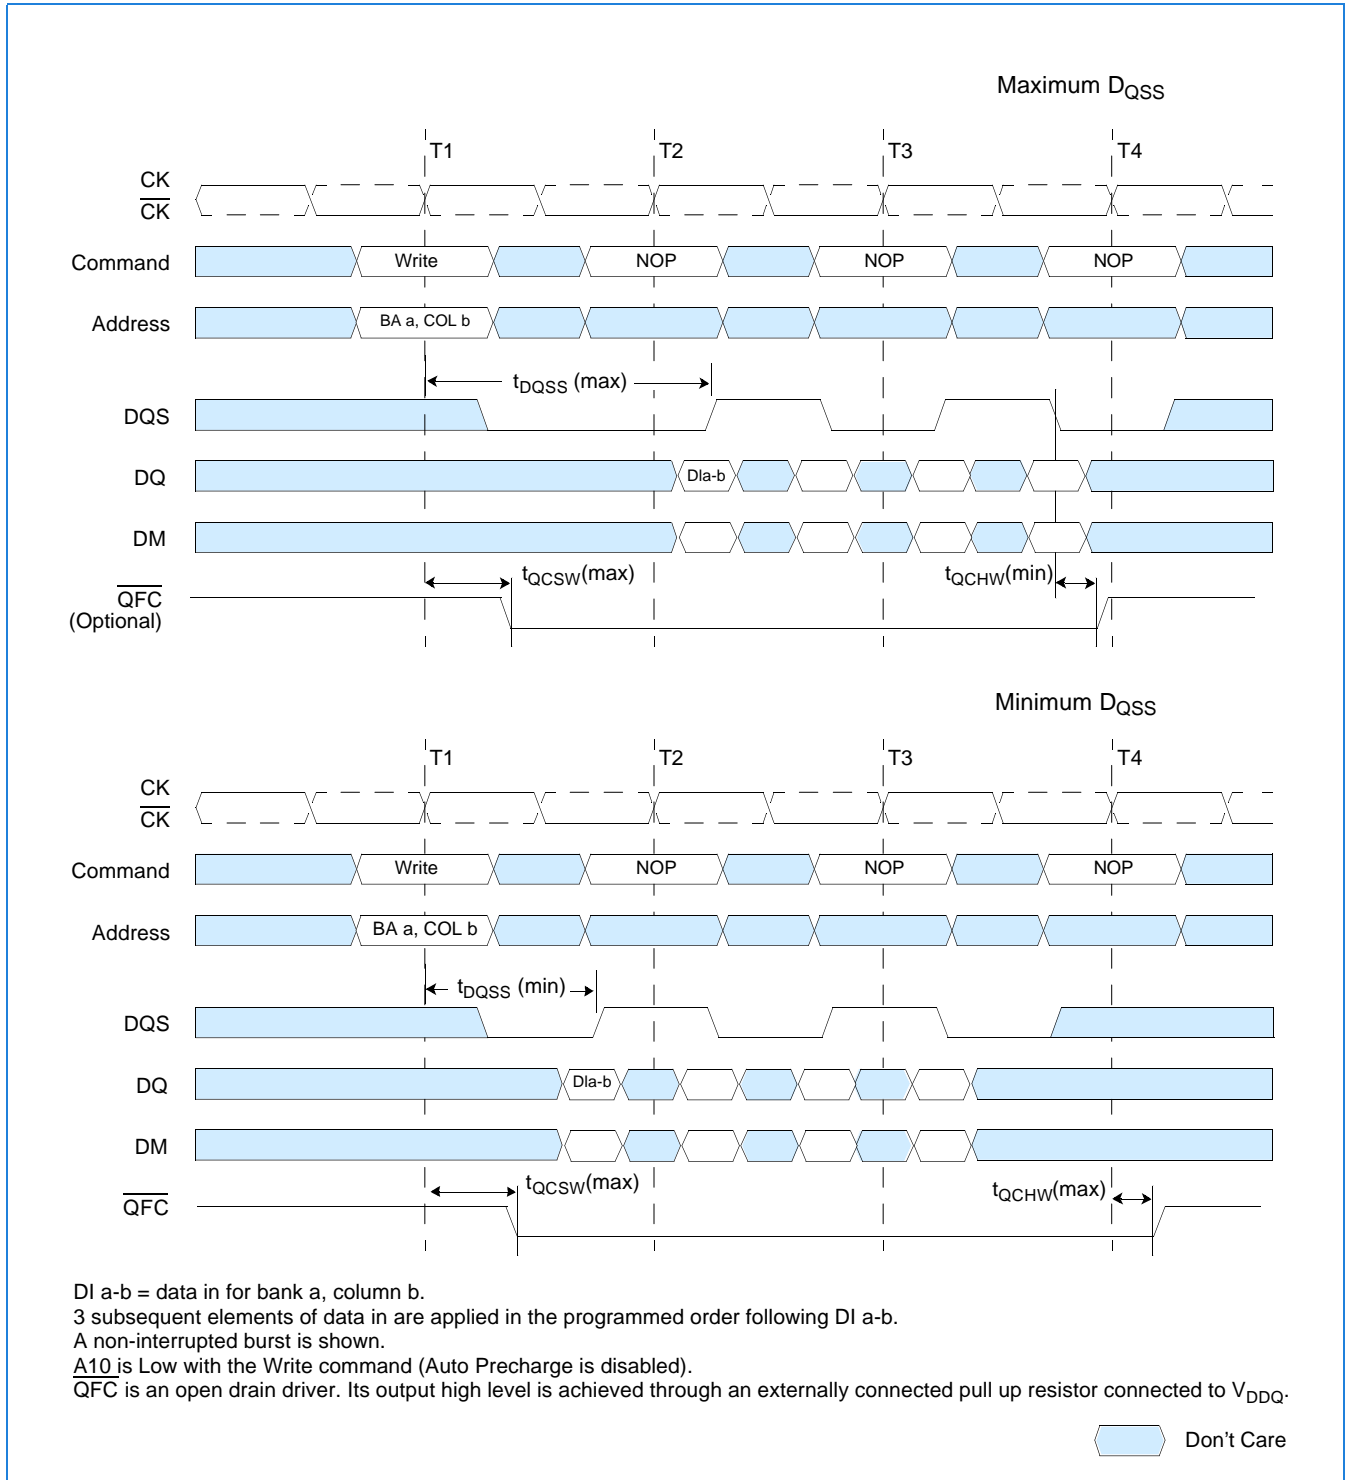 Maximum DQSS
T1 T2 T3 T4
CK
CK
Command Write NOP NOP NOP
Address BA a, COL b
tDQSS (max)
DQS
DQ DIa-b
DM
tQCSW(max) tQCHW(min)
QFC
(Optional)
Minimum DQSS
T1 T2 T3 T4
CK
CK
Command Write NOP NOP NOP
Address BA a, COL b
tDQSS (min)
DQS
DQ DIa-b
DM
tQCSW(max) tQCHW(max)
QFC
DI a-b = data in for bank a, column b.
3 subsequent elements of data in are applied in the programmed order following DI a-b.
A non-interrupted burst is shown.
A10 is Low with the Write command (Auto Precharge is disabled).
QFC is an open drain driver. Its output high level is achieved through an externally connected pull up resistor connected to VDDQ.
Don't Care